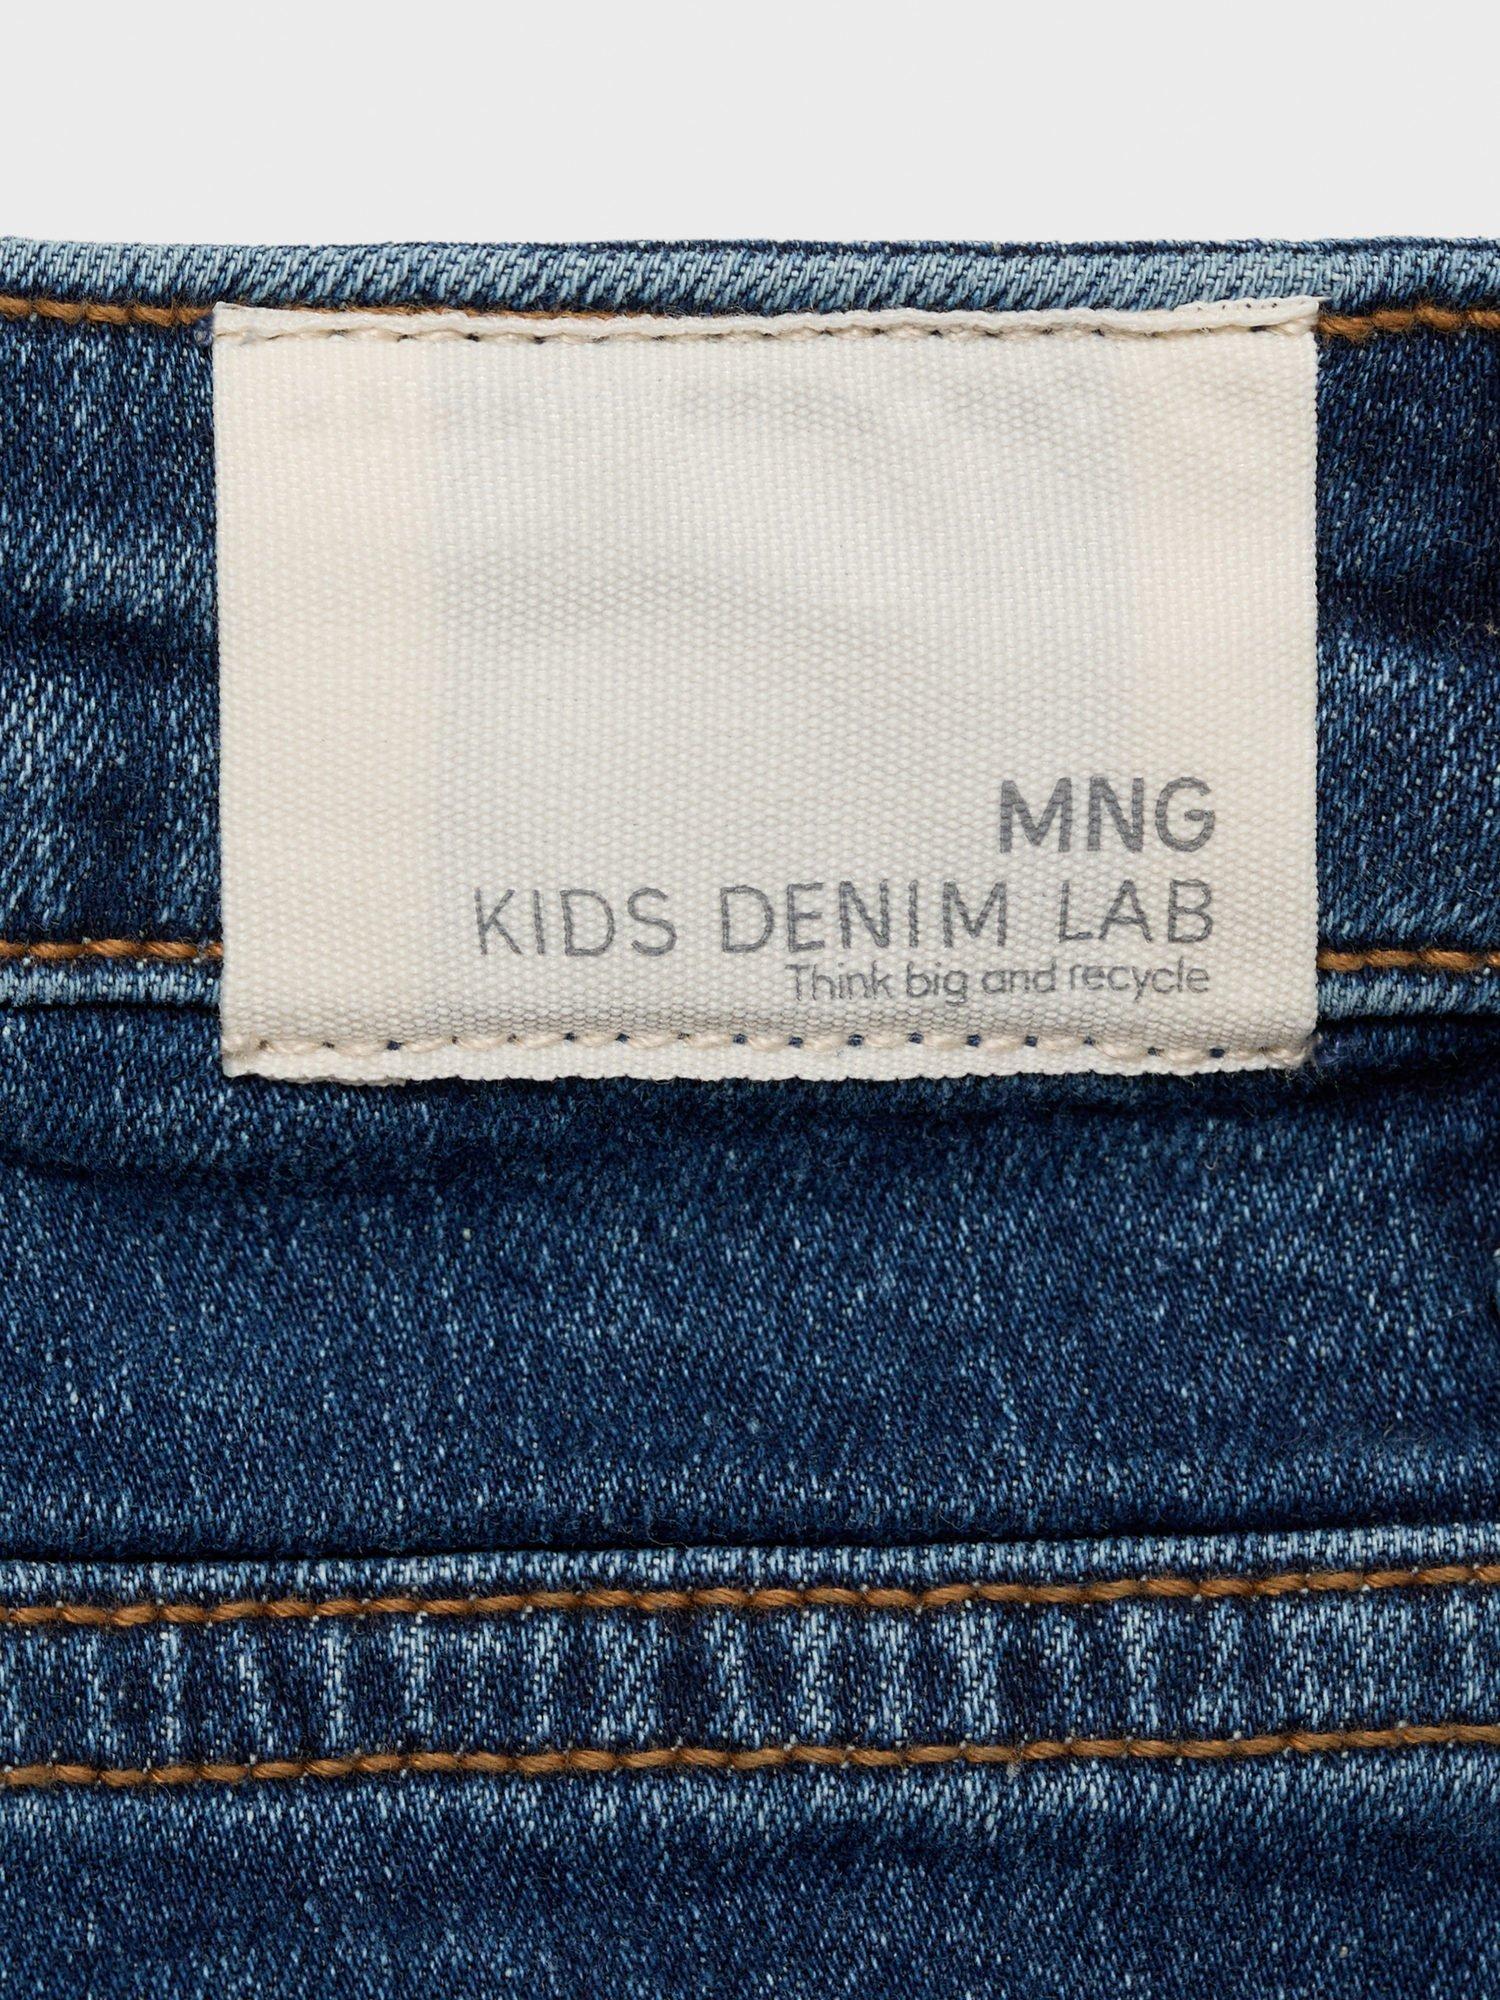 MNG
KIDS DENIM LAB
Think big and recycle